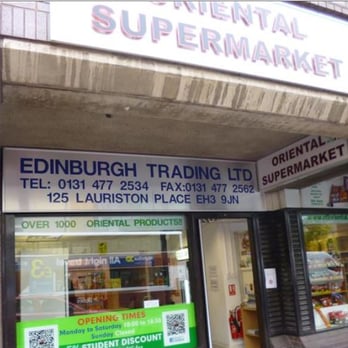 ORIENTAL
SUPERMARKET
EDINBURGH TRADING LTD
TEL: 0131 477 2534 FAX:0131 477 2562
125 LAURISTON PLACE EH3 9JN
ORIENTAL
SUPERMARKET
OVER 1000 ORIENTAL PRODUCTS!!
OPENING TIMES
Monday to Saturday
Sunday Closed
STUDENT DISCOUNT